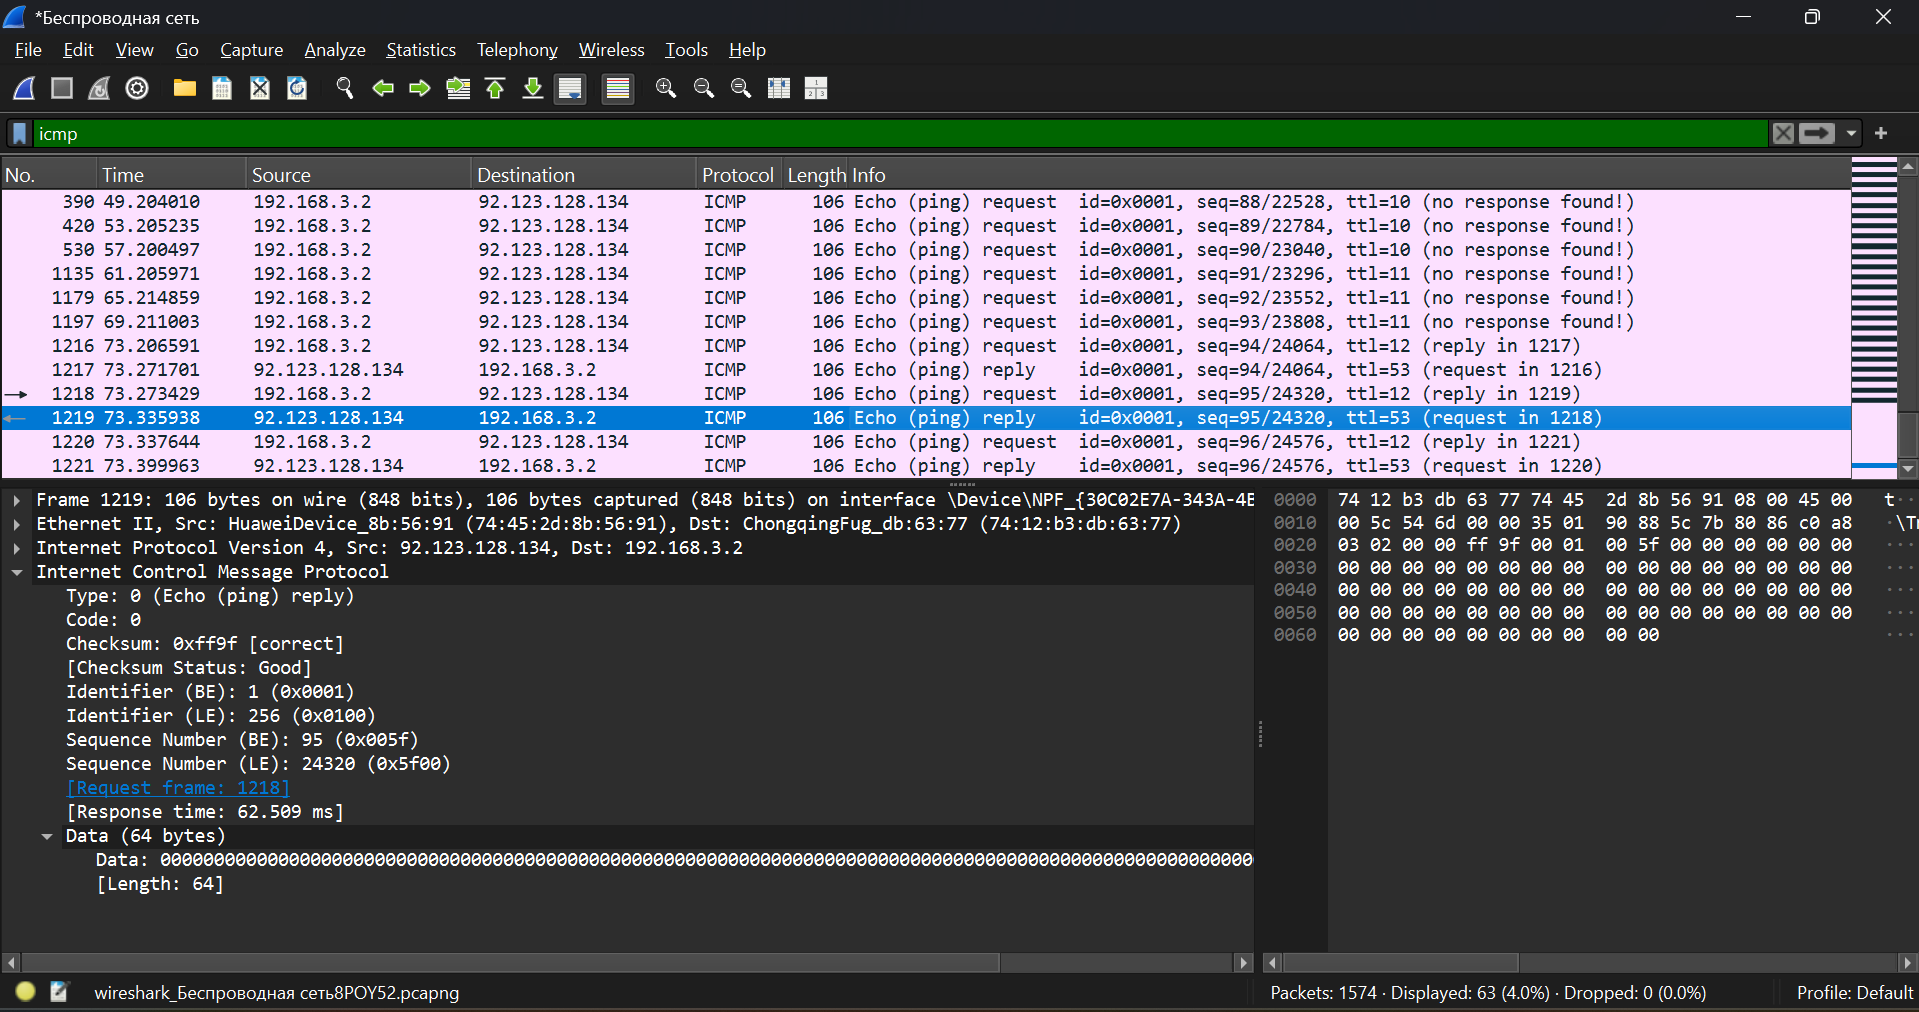 *Беспроводная сеть
File Edit View Go Capture Analyze Statistics Telephony Wireless Tools Help
icmp
No. Time Source Destination Protocol Length Info
390 49.204010 192.168.3.2 92.123.128.134 ICMP 106 Echo (ping) request id=0x0001, seq=88/22528, ttl=10 (no response found!)
420 53.205235 192.168.3.2 92.123.128.134 ICMP 106 Echo (ping) request id=0x0001, seq=89/22784, ttl=10 (no response found!)
530 57.200497 192.168.3.2 92.123.128.134 ICMP 106 Echo (ping) request id=0x0001, seq=90/23040, ttl=10 (no response found!)
1135 61.205971 192.168.3.2 92.123.128.134 ICMP 106 Echo (ping) request id=0x0001, seq=91/23296, ttl=11 (no response found!)
1179 65.214859 192.168.3.2 92.123.128.134 ICMP 106 Echo (ping) request id=0x0001, seq=92/23552, ttl=11 (no response found!)
1197 69.211003 192.168.3.2 92.123.128.134 ICMP 106 Echo (ping) request id=0x0001, seq=93/23808, ttl=11 (no response found!)
1216 73.206591 192.168.3.2 92.123.128.134 ICMP 106 Echo (ping) request id=0x0001, seq=94/24064, ttl=12 (reply in 1217)
1217 73.271701 92.123.128.134 192.168.3.2 ICMP 106 Echo (ping) reply id=0x0001, seq=94/24064, ttl=53 (request in 1216)
1218 73.273429 192.168.3.2 92.123.128.134 ICMP 106 Echo (ping) request id=0x0001, seq=95/24320, ttl=12 (reply in 1219)
1219 73.335938 92.123.128.134 192.168.3.2 ICMP 106 Echo (ping) reply id=0x0001, seq=95/24320, ttl=53 (request in 1218)
1220 73.337644 192.168.3.2 92.123.128.134 ICMP 106 Echo (ping) request id=0x0001, seq=96/24576, ttl=12 (reply in 1221)
1221 73.399963 92.123.128.134 192.168.3.2 ICMP 106 Echo (ping) reply id=0x0001, seq=96/24576, ttl=53 (request in 1220)
Frame 1219: 106 bytes on wire (848 bits), 106 bytes captured (848 bits) on interface \Device\NPF_{30C02E7A-343A-4E
Ethernet II, Src: HuaweiDevice_8b:56:91 (74:45:2d:8b:56:91), Dst: ChongqingFug_db:63:77 (74:12:b3:db:63:77)
Internet Protocol Version 4, Src: 92.123.128.134, Dst: 192.168.3.2
Internet Control Message Protocol
Type: 0 (Echo (ping) reply)
Code: 0
Checksum: 0xff9f [correct]
[Checksum Status: Good]
Identifier (BE): 1 (0x0001)
Identifier (LE): 256 (0x0100)
Sequence Number (BE): 95 (0x005f)
Sequence Number (LE): 24320 (0x5f00)
[Request frame: 1218]
[Response time: 62.509 ms]
Data (64 bytes)
Data: 000000000000000000000000000000000000000000000000000000000000000000000000000000000000000000000000000000
[Length: 64]
0000 74 12 b3 db 63 77 74 45 2d 8b 56 91 08 00 45 00 t··
0010 00 5c 54 6d 00 00 35 01 90 88 5c 7b 80 86 c0 a8 ·\Tm
0020 03 02 00 00 ff 9f 00 01 00 5f 00 00 00 00 00 00 ···
0030 00 00 00 00 00 00 00 00 00 00 00 00 00 00 00 00 ···
0040 00 00 00 00 00 00 00 00 00 00 00 00 00 00 00 00 ···
0050 00 00 00 00 00 00 00 00 00 00 00 00 00 00 00 00 ···
0060 00 00 00 00 00 00 00 00 00 00 ···
wireshark_Беспроводная сеть8POY52.pcapng
Packets: 1574 · Displayed: 63 (4.0%) · Dropped: 0 (0.0%)
Profile: Default